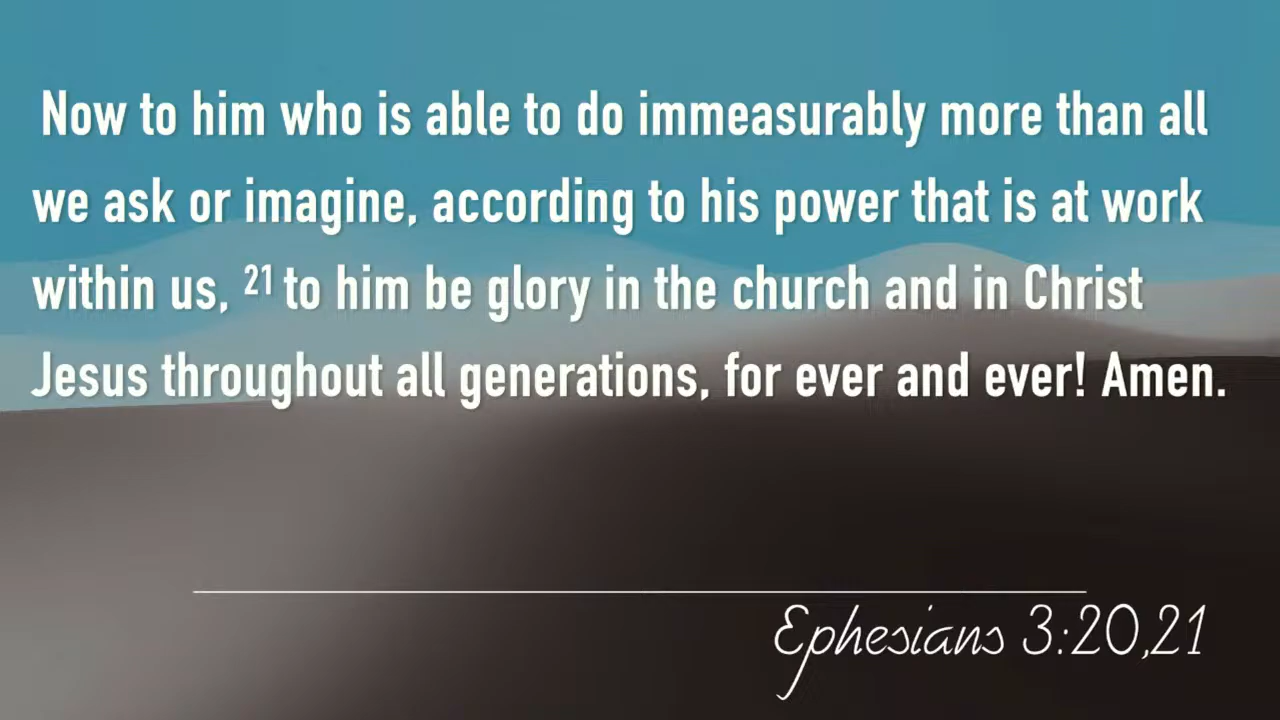 Now to him who is able to do immeasurably more than all
we ask or imagine, according to his power that is at work
within us, 21 to him be glory in the church and in Christ
Jesus throughout all generations, for ever and ever! Amen.
Ephesians 3:20,21